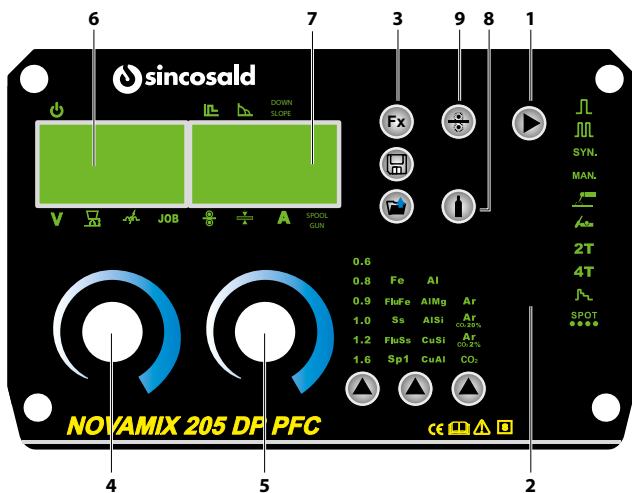 6 7 3 9 8 1
sincosald
DOWN
SLOPE
Fx
SYN.
MAN.
V JOB A SPOOL
GUN
2T
4T
SPOT
0.6
0.8 Fe Al
0.9 FluFe AlMg Ar
1.0 Ss AlSi Ar
CO2 20%
1.2 FluSs CuSi Ar
CO2 2%
1.6 Sp1 CuAl CO2
NOVAMIX 205 DP PFC
CE
4 5 2